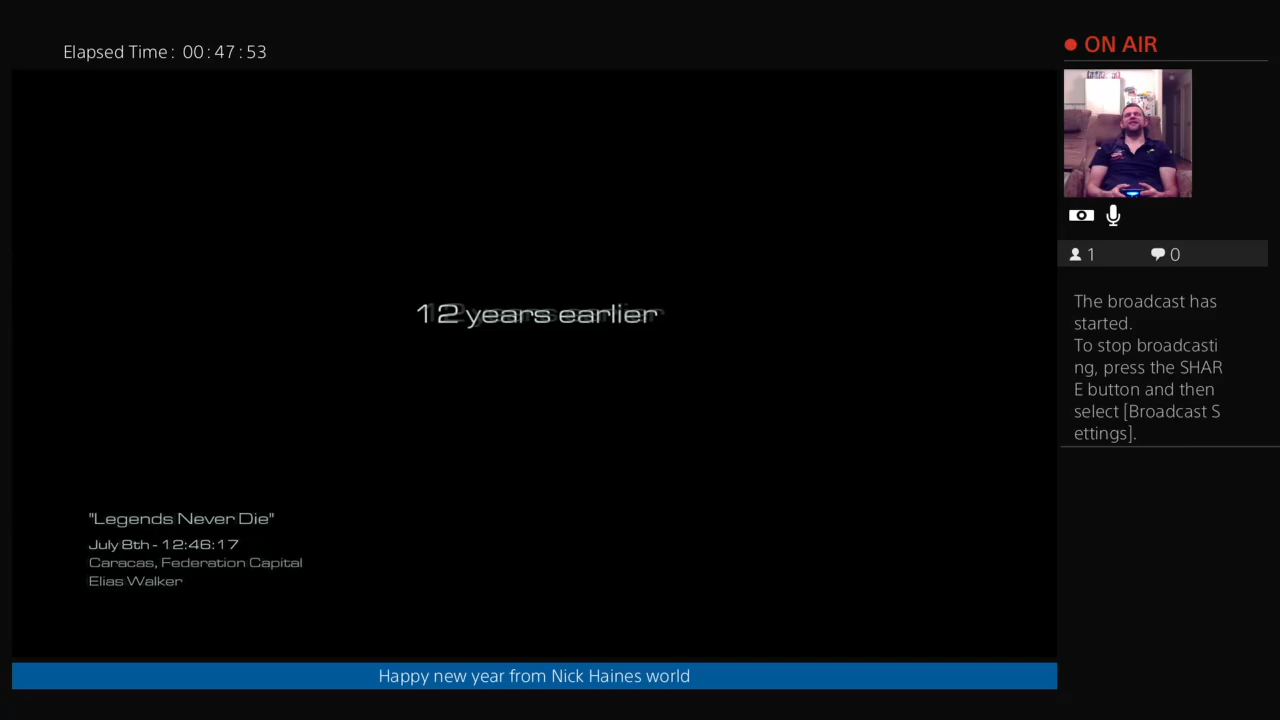 Elapsed Time: 00:47:53
ON AIR
1
0
The broadcast has
started.
To stop broadcasti
ng, press the SHAR
E button and then
select [Broadcast S
ettings].
12 years earlier
"Legends Never Die"
July 8th - 12:46:17
Caracas, Federation Capital
Elias Walker
Happy new year from Nick Haines world